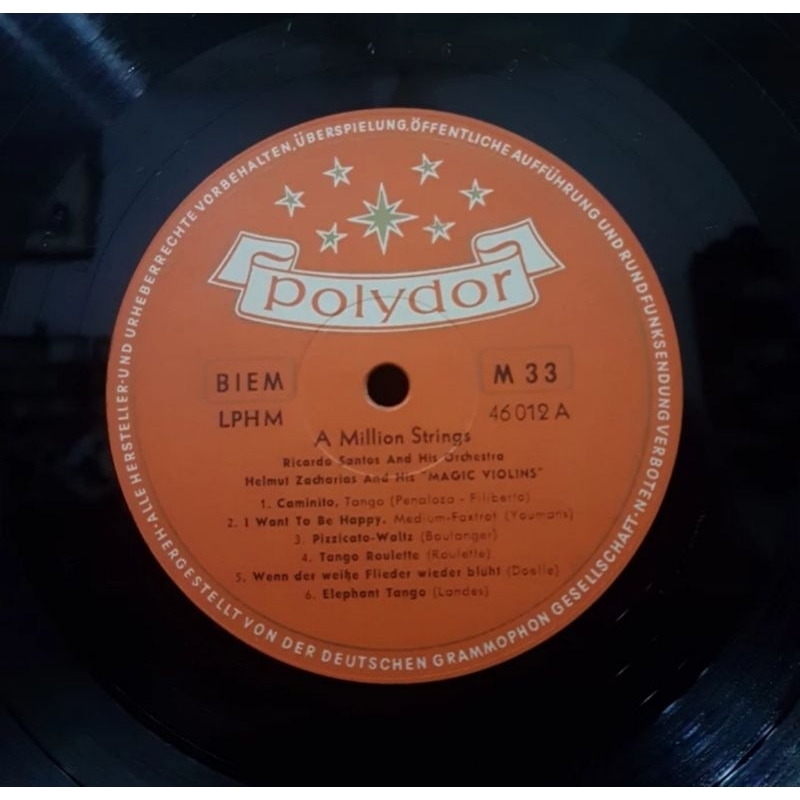 ALLE HERSTELLER-UND URHEBERRECHTE VORBEHALTEN, ÜBERSPIELUNG, ÖFFENTLICHE AUFFÜHRUNG UND RUNDFUNKSENDUNG VERBOTEN·
polydor
BIEM
M 33
LPHM
46012 A
A Million Strings
Ricardo Santos And His Orchestra
Helmut Zacharias And His "MAGIC VIOLINS"
1. Caminito, Tango (Penaloza - Filiberto)
2. I Want To Be Happy, Medium-Foxtrot (Youmans)
3. Pizzicato-Waltz (Boulanger)
4. Tango Roulette (Roulette)
5. Wenn der weiße Flieder wieder blüht (Doelle)
6. Elephant Tango (Landes)
HERGESTELLT VON DER DEUTSCHEN GRAMMOPHON GESELLSCHAFT·